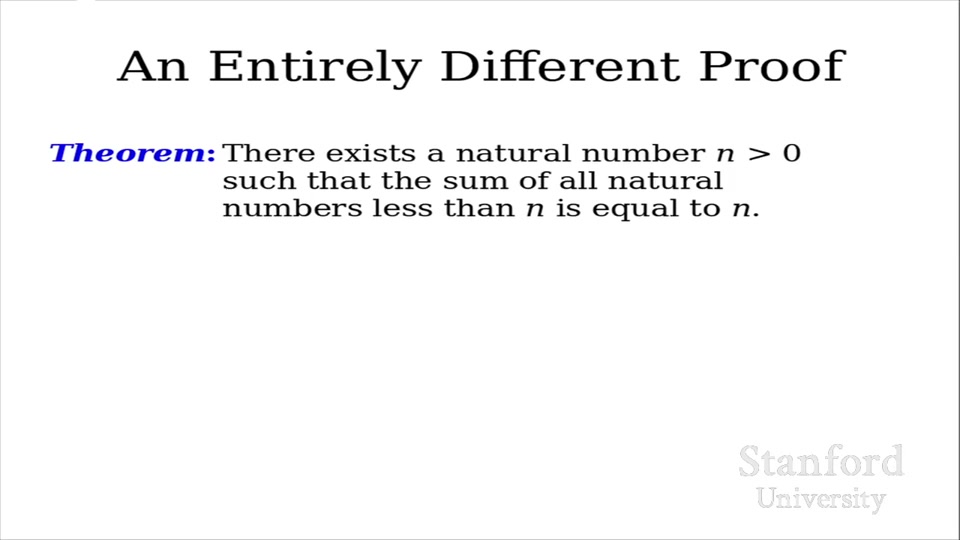 An Entirely Different Proof
Theorem: There exists a natural number n > 0
such that the sum of all natural
numbers less than n is equal to n.
Stanford
University